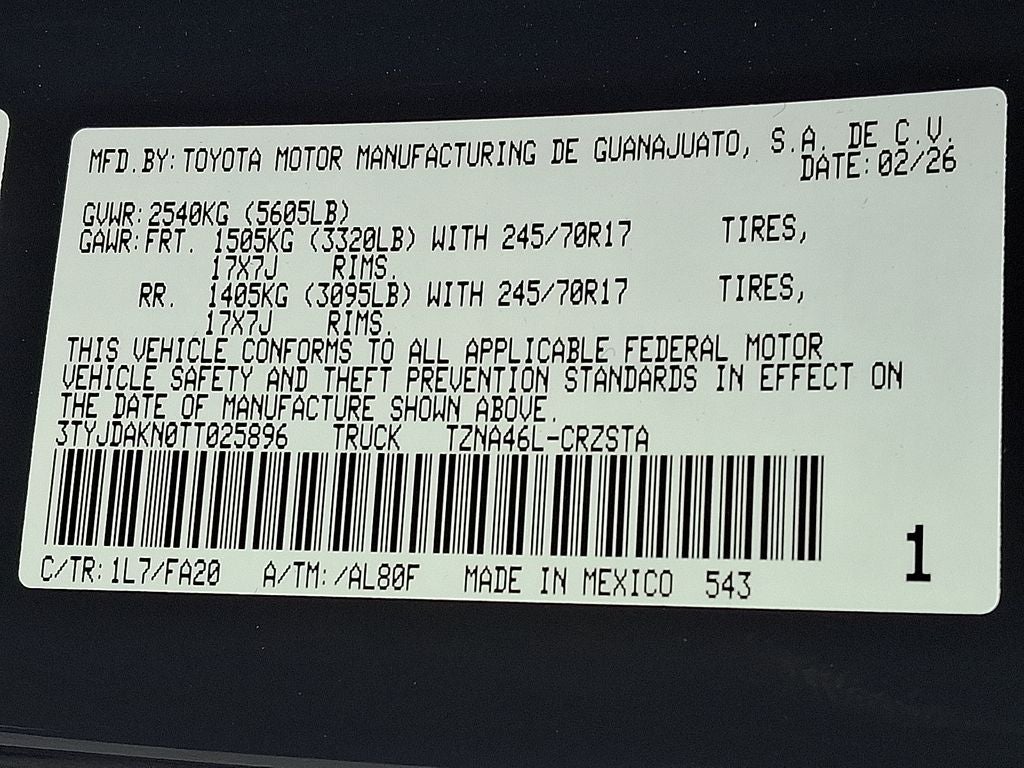 MFD.BY: TOYOTA MOTOR MANUFACTURING DE GUANAJUATO, S.A. DE C.V.
DATE: 02/26
GVWR: 2540KG (5605LB)
GAWR: FRT. 1505KG (3320LB) WITH 245/70R17 TIRES,
17X7J RIMS.
RR. 1405KG (3095LB) WITH 245/70R17 TIRES,
17X7J RIMS.
THIS VEHICLE CONFORMS TO ALL APPLICABLE FEDERAL MOTOR
VEHICLE SAFETY AND THEFT PREVENTION STANDARDS IN EFFECT ON
THE DATE OF MANUFACTURE SHOWN ABOVE.
3TYJDAKN0TT025896 TRUCK TZNA46L-CRZSTA
C/TR: 1L7/FA20 A/TM: /AL80F MADE IN MEXICO 543
1